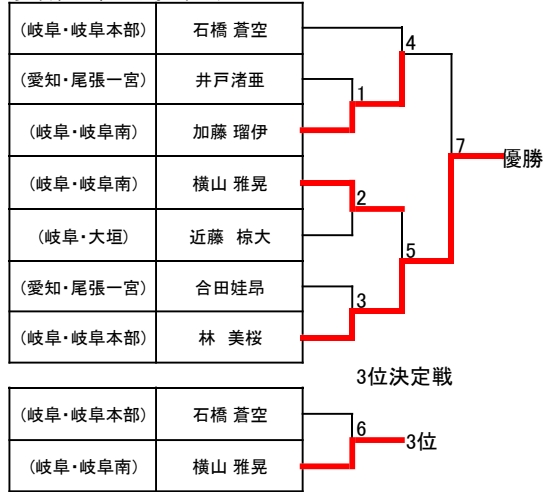 (岐阜・岐阜本部) 石橋 蒼空
4
(愛知・尾張一宮) 井戸渚亜
1
(岐阜・岐阜南) 加藤 瑠伊
7
優勝
(岐阜・岐阜南) 横山 雅晃
2
(岐阜・大垣) 近藤 椋大
5
(愛知・尾張一宮) 合田娃昂
3
(岐阜・岐阜本部) 林 美桜
3位決定戦
(岐阜・岐阜本部) 石橋 蒼空
6
3位
(岐阜・岐阜南) 横山 雅晃